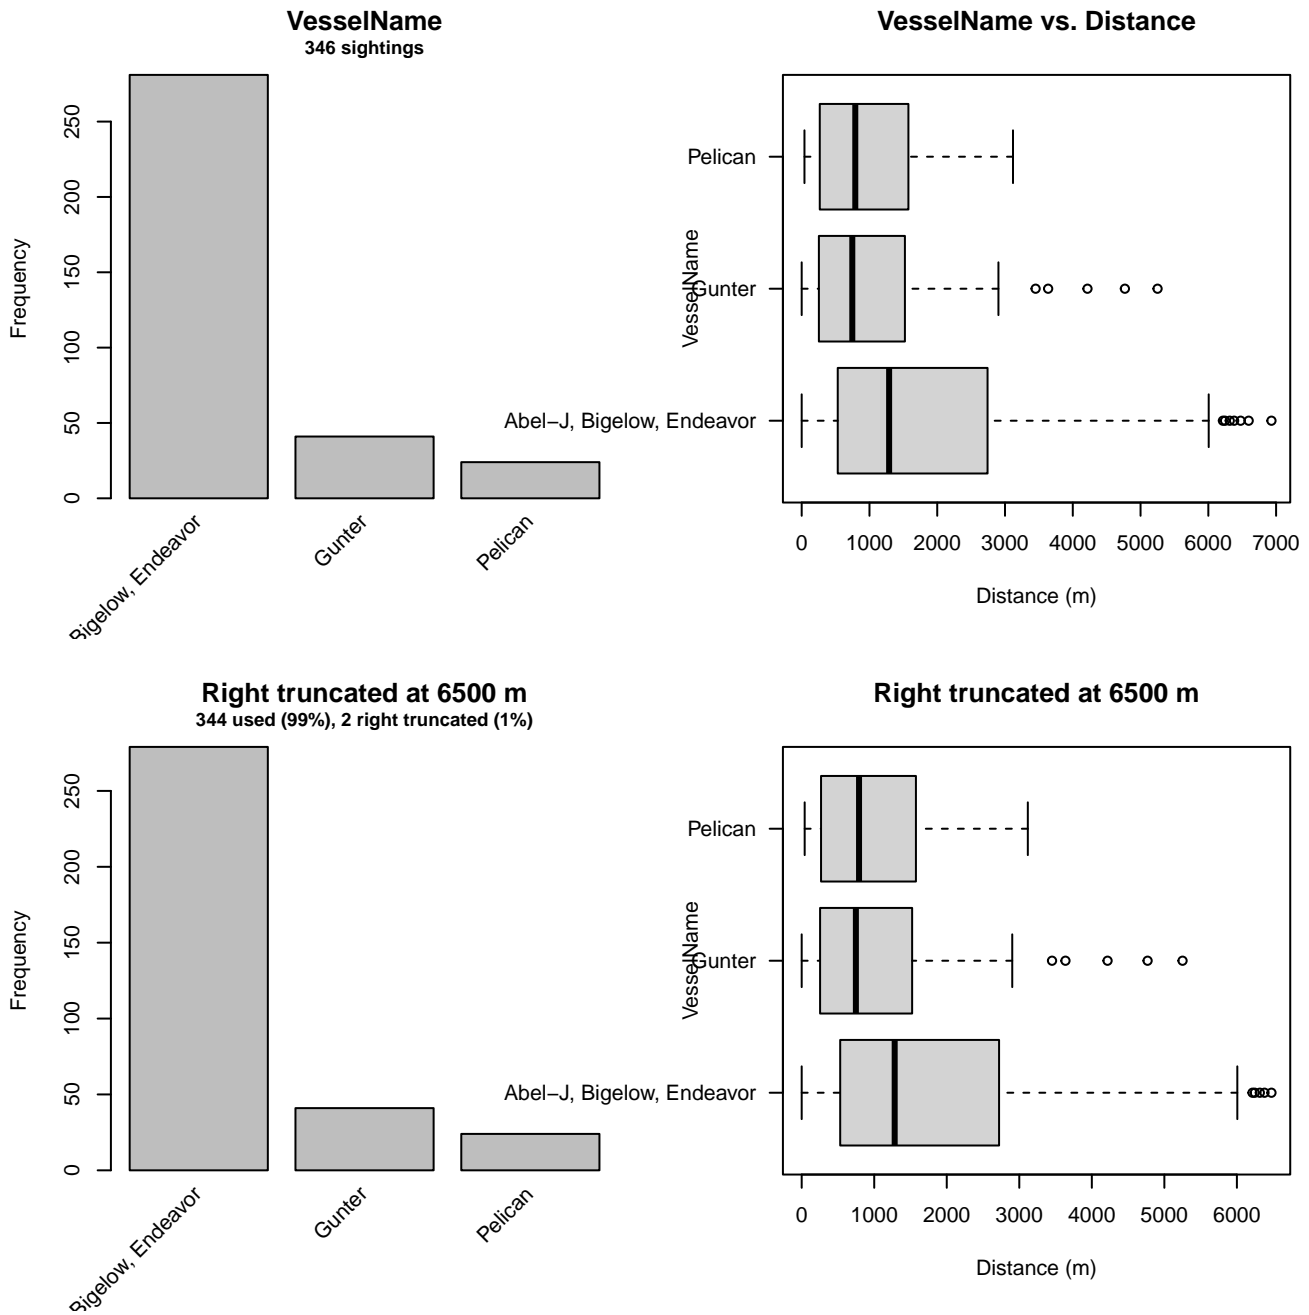 VesselName
346 sightings
Frequency
0
50
100
150
200
250
Bigelow, Endeavor
Gunter
Pelican
VesselName vs. Distance
VesselName
Pelican
Gunter
Abel−J, Bigelow, Endeavor
0 1000 2000 3000 4000 5000 6000 7000
Distance (m)
Right truncated at 6500 m
344 used (99%), 2 right truncated (1%)
Frequency
0
50
100
150
200
250
Bigelow, Endeavor
Gunter
Pelican
Right truncated at 6500 m
VesselName
Pelican
Gunter
Abel−J, Bigelow, Endeavor
0 1000 2000 3000 4000 5000 6000
Distance (m)